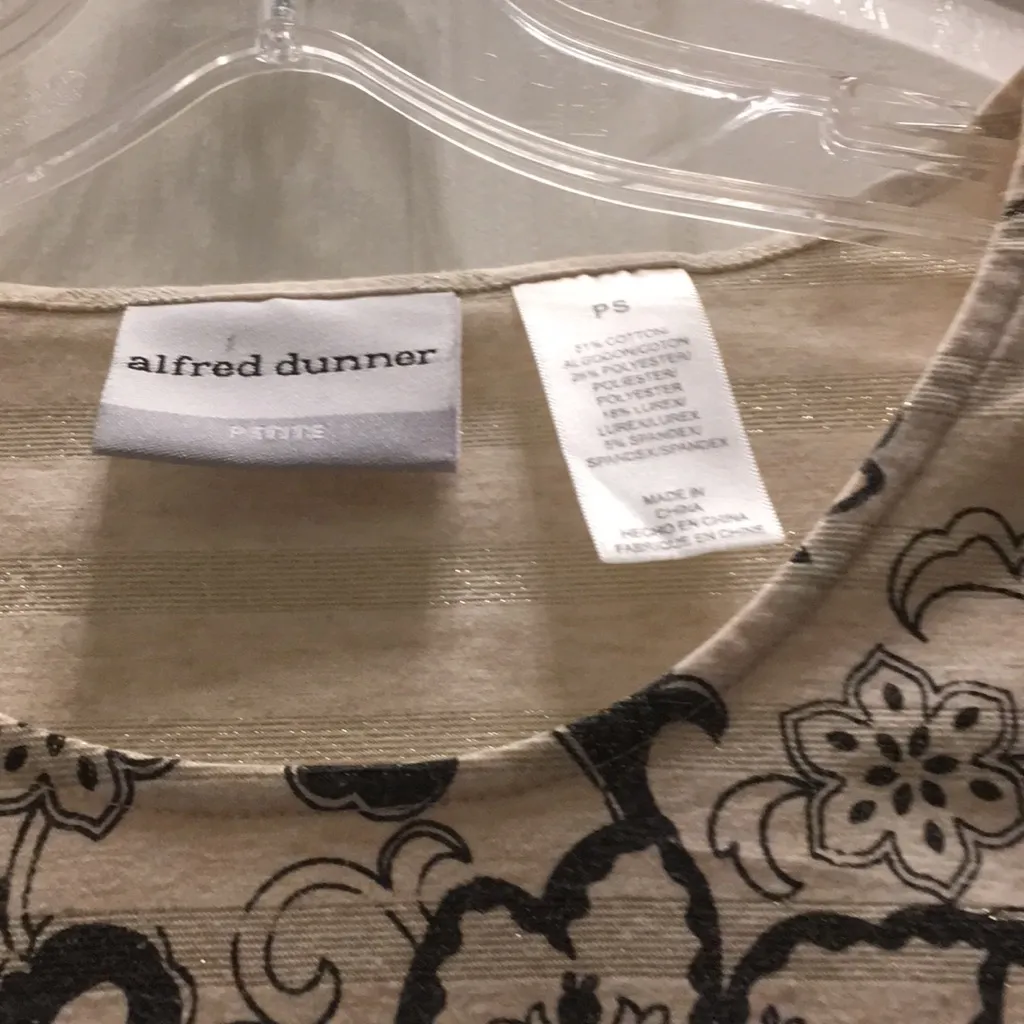 alfred dunner
PETITE
PS
51% COTTON/
ALGODON/COTON
26% POLYESTER/
POLIESTER/
POLYESTER
18% LUREX/
LUREX/LUREX
5% SPANDEX/
SPANDEX/SPANDEX
MADE IN
CHINA
HECHO EN CHINA
FABRIQUE EN CHINE